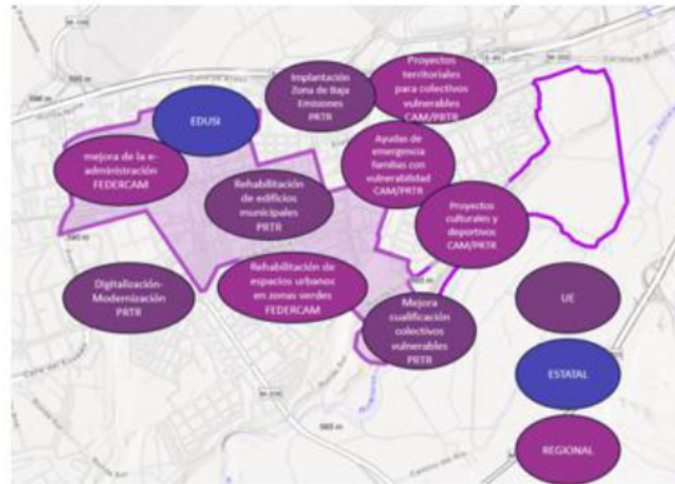 Implantación
Zona de Baja
Emisiones
PRTR
Proyectos
territoriales
para colectivos
vulnerables
CAM/PRTR
EDUSI
Ayudas de
emergencia
familias con
vulnerabilidad
CAM/PRTR
mejora de la e-
administración
FEDERCAM
Rehabilitación
de edificios
municipales
PRTR
Proyectos
culturales y
deportivos
CAM/PRTR
Digitalización-
Modernización
PRTR
Rehabilitación de
espacios urbanos
en zonas verdes
FEDERCAM
Mejora
cualificación
colectivos
vulnerables
PRTR
UE
ESTATAL
REGIONAL
565 m